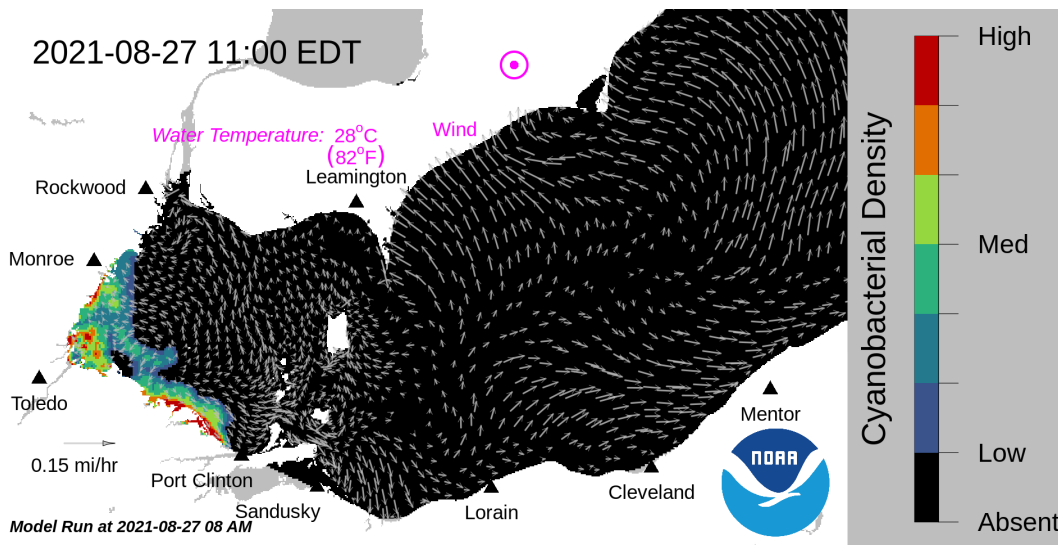 2021-08-27 11:00 EDT
Water Temperature: 28°C
(82°F)
Wind
Leamington
Rockwood
Monroe
Toledo
0.15 mi/hr
Port Clinton
Sandusky
Lorain
Cleveland
Mentor
NOAA
Model Run at 2021-08-27 08 AM
Cyanobacterial Density
High
Med
Low
Absent